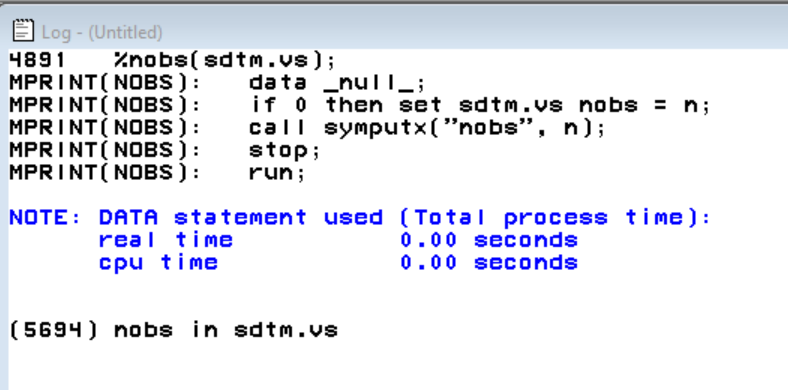 Log - (Untitled)
4891   %nobs(sdtm.vs);
MPRINT(NOBS):   data _null_;
MPRINT(NOBS):   if 0 then set sdtm.vs nobs = n;
MPRINT(NOBS):   call symputx("nobs", n);
MPRINT(NOBS):   stop;
MPRINT(NOBS):   run;
NOTE: DATA statement used (Total process time):
      real time           0.00 seconds
      cpu time            0.00 seconds
(5694) nobs in sdtm.vs